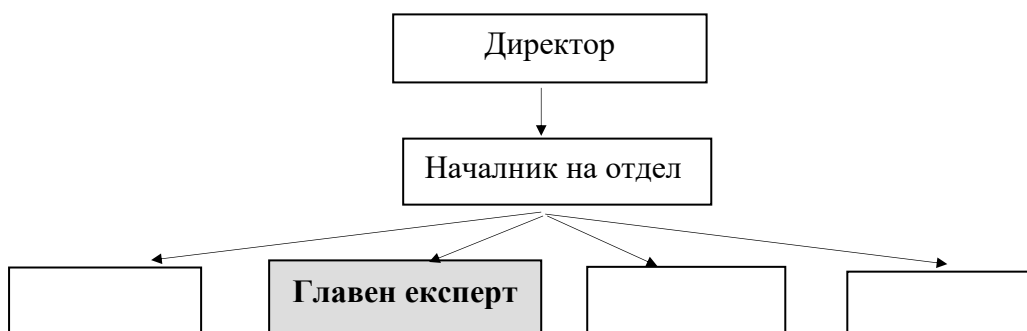 Директор
Началник на отдел
Главен експерт